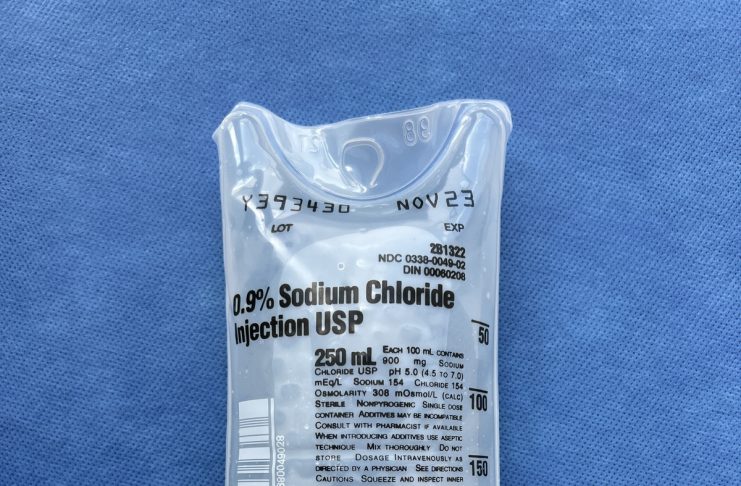 88
Y393430 NOV23
LOT EXP
2B1322
NDC 0338-0049-02
DIN 00060208
0.9% Sodium Chloride
Injection USP
50
250 mL EACH 100 mL CONTAINS
900 mg SODIUM
CHLORIDE USP pH 5.0 (4.5 TO 7.0)
mEq/L SODIUM 154 CHLORIDE 154
OSMOLARITY 308 mOsmol/L (CALC)
STERILE NONPYROGENIC SINGLE DOSE
100
CONTAINER ADDITIVES MAY BE INCOMPATIBLE
CONSULT WITH PHARMACIST IF AVAILABLE
WHEN INTRODUCING ADDITIVES USE ASEPTIC
TECHNIQUE MIX THOROUGHLY DO NOT
STORE DOSAGE INTRAVENOUSLY AS
DIRECTED BY A PHYSICIAN SEE DIRECTIONS
150
CAUTIONS SQUEEZE AND INSPECT INNER